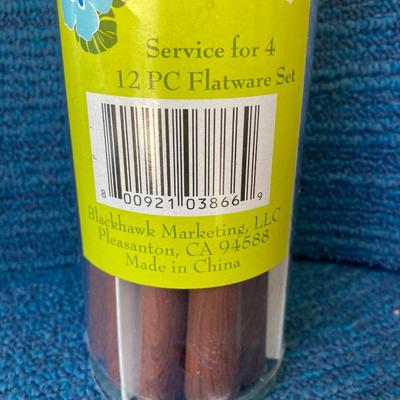 Service for 4
12 PC Flatware Set
8 00921 03866 9
Blackhawk Marketing, LLC
Pleasanton, CA 94588
Made in China